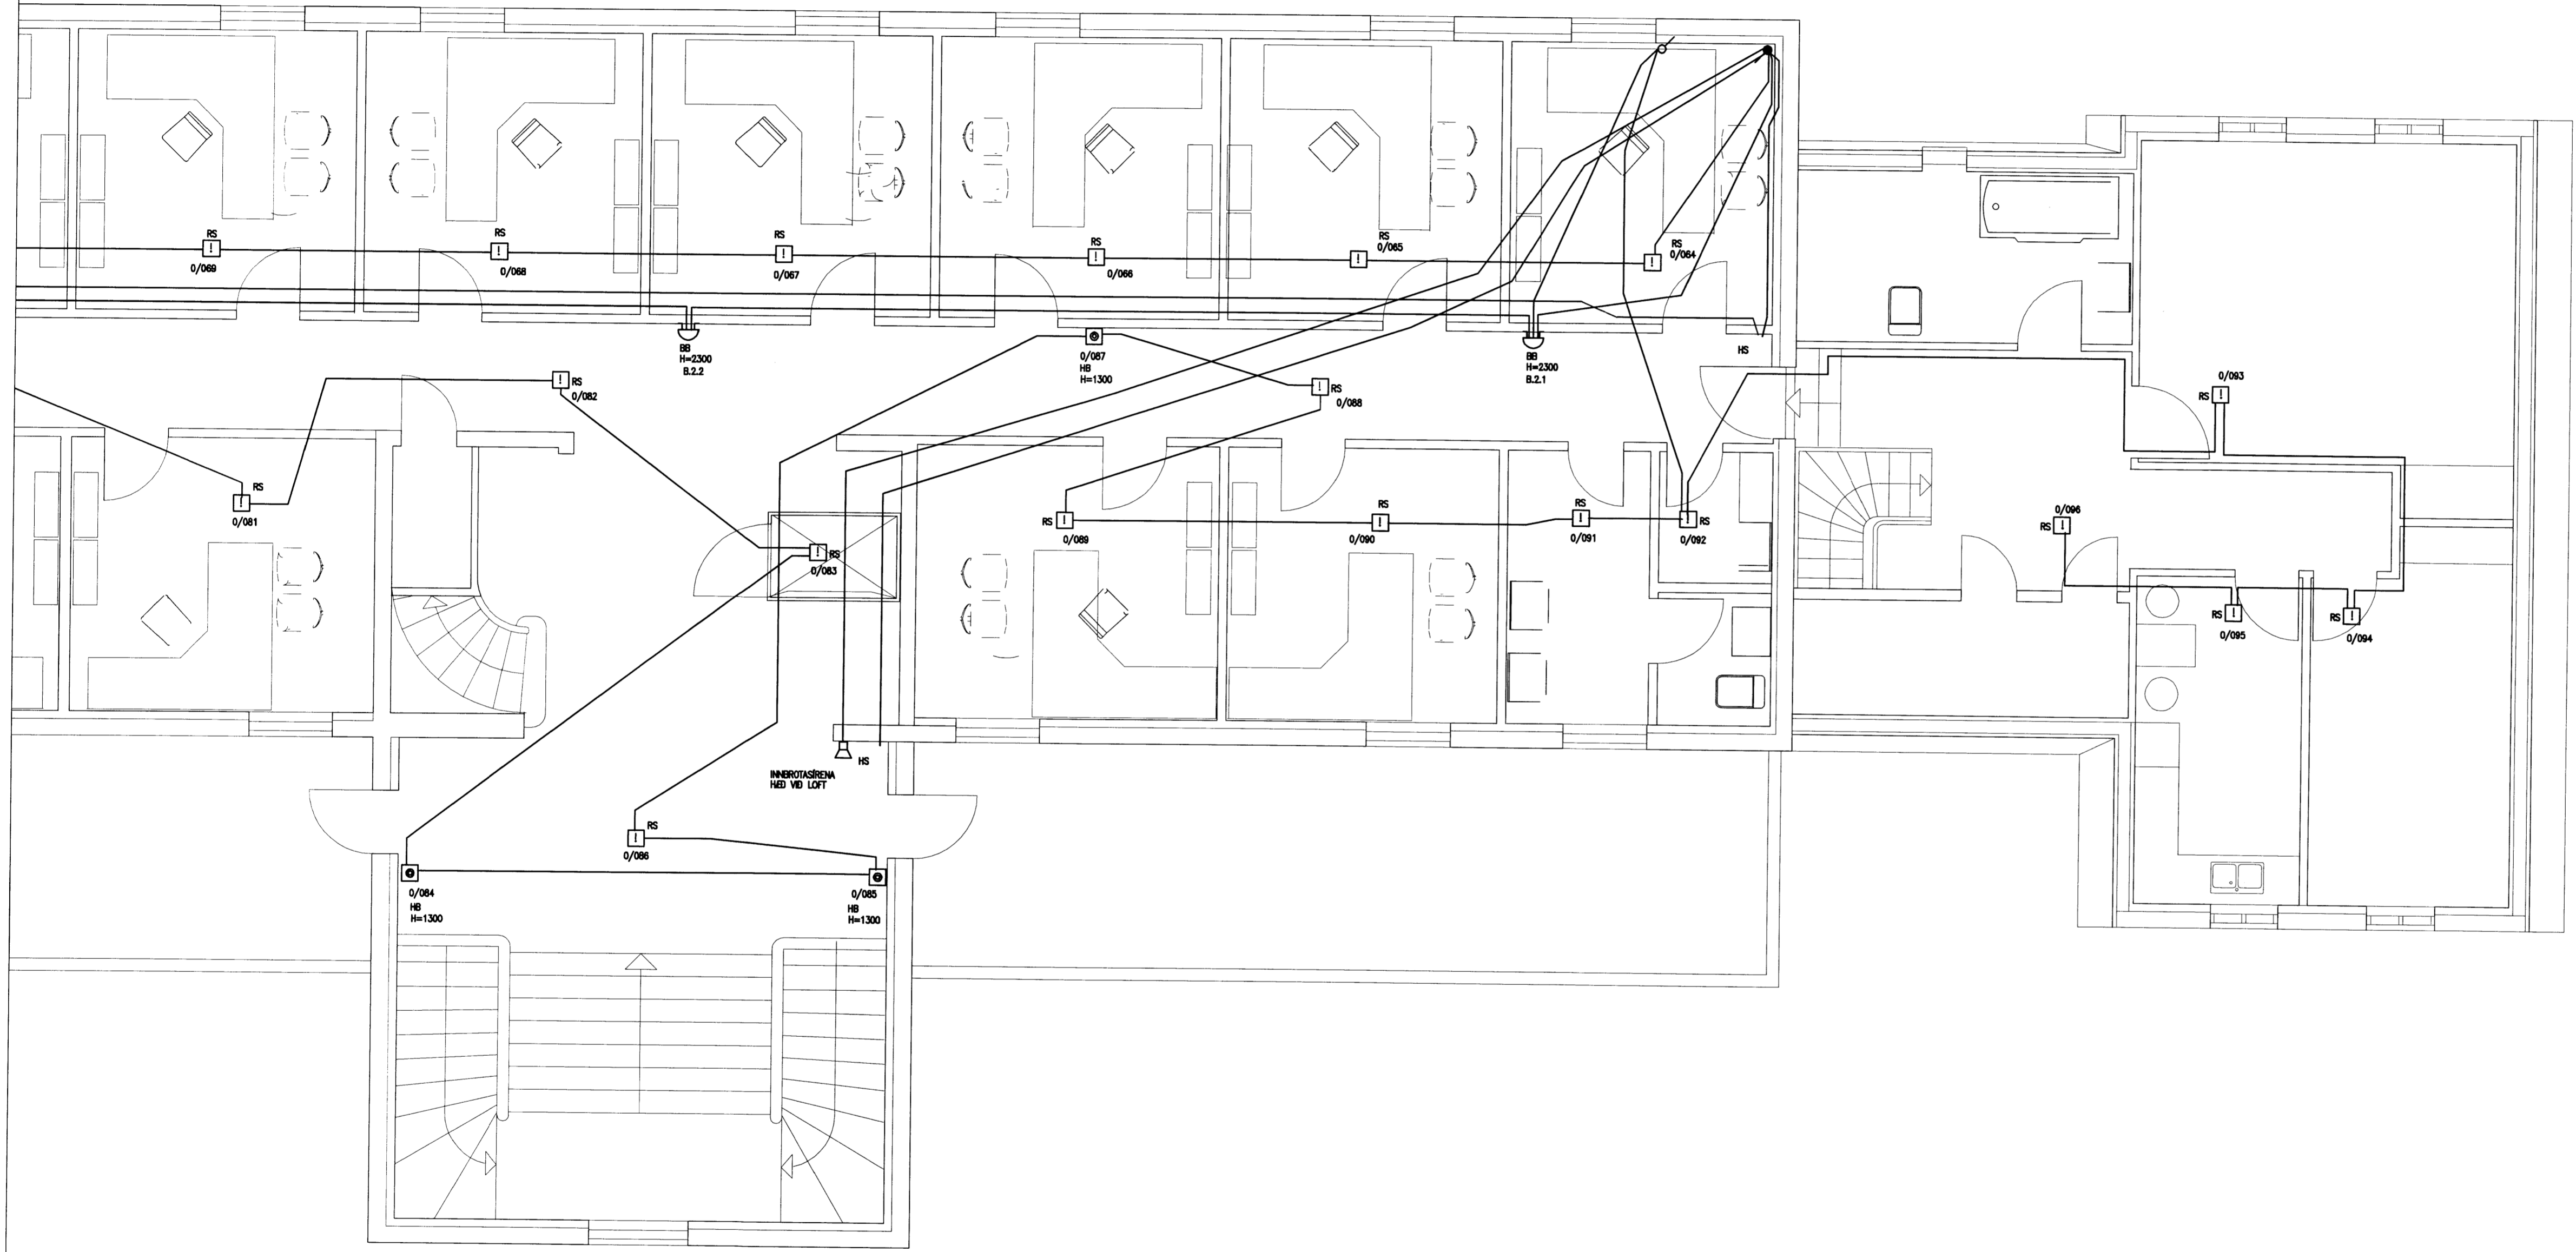 RS
0/069
RS
0/068
RS
0/067
RS
0/066
RS
0/065
RS
0/064
BB
H=2300
B.2.2
0/087
HB
H=1300
BB
H=2300
B.2.1
HS
RS
0/082
RS
0/088
0/093
RS
RS
0/081
RS
0/083
RS
0/089
0/090
RS
RS
0/091
RS
0/092
0/096
RS
RS
0/095
RS
0/094
HS
INNBROTASÍRENA
HÆÐ VIÐ LOFT
RS
0/086
0/084
HB
H=1300
0/085
HB
H=1300